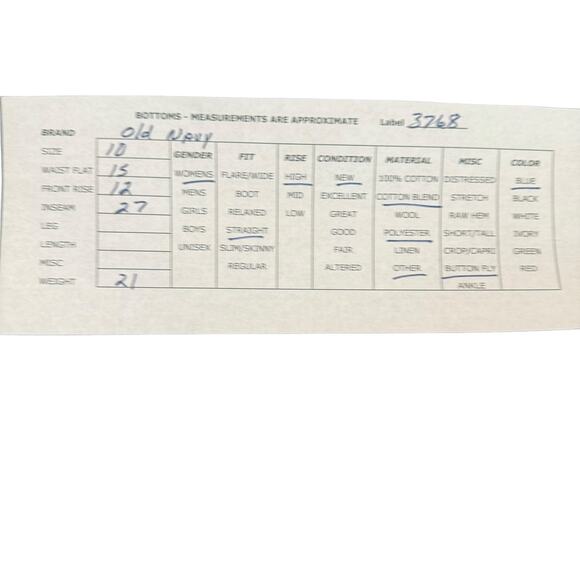 BOTTOMS - MEASUREMENTS ARE APPROXIMATE Label 3768
BRAND Old Navy
SIZE 10 GENDER FIT RISE CONDITION MATERIAL MISC COLOR
WAIST FLAT 15 WOMENS FLARE/WIDE HIGH NEW 100% COTTON DISTRESSED BLUE
FRONT RISE 12 MENS BOOT MID EXCELLENT COTTON BLEND STRETCH BLACK
INSEAM 27 GIRLS RELAXED LOW GREAT WOOL RAW HEM WHITE
LEG BOYS STRAIGHT GOOD POLYESTER SHORT/TALL IVORY
LENGTH UNISEX SLIM/SKINNY FAIR LINEN CROP/CAPRI GREEN
MISC REGULAR ALTERED OTHER BUTTON FLY RED
WEIGHT 21 ANKLE